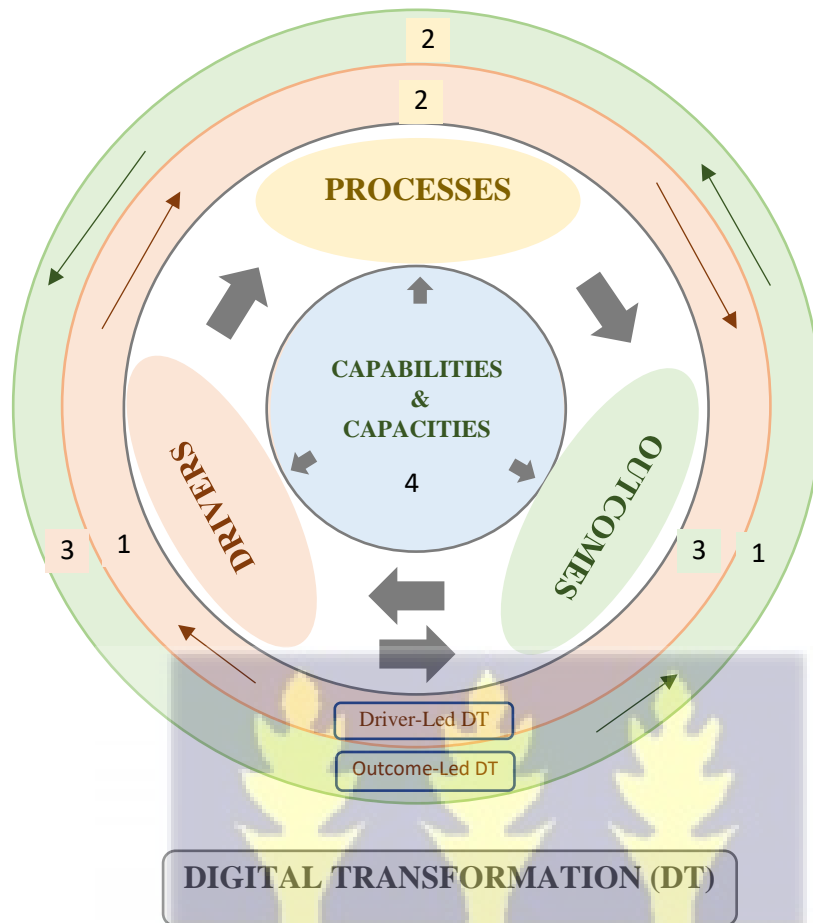 2
2
PROCESSES
CAPABILITIES
&
CAPACITIES
4
DRIVERS
OUTCOMES
3 1
3 1
Driver-Led DT
Outcome-Led DT
DIGITAL TRANSFORMATION (DT)